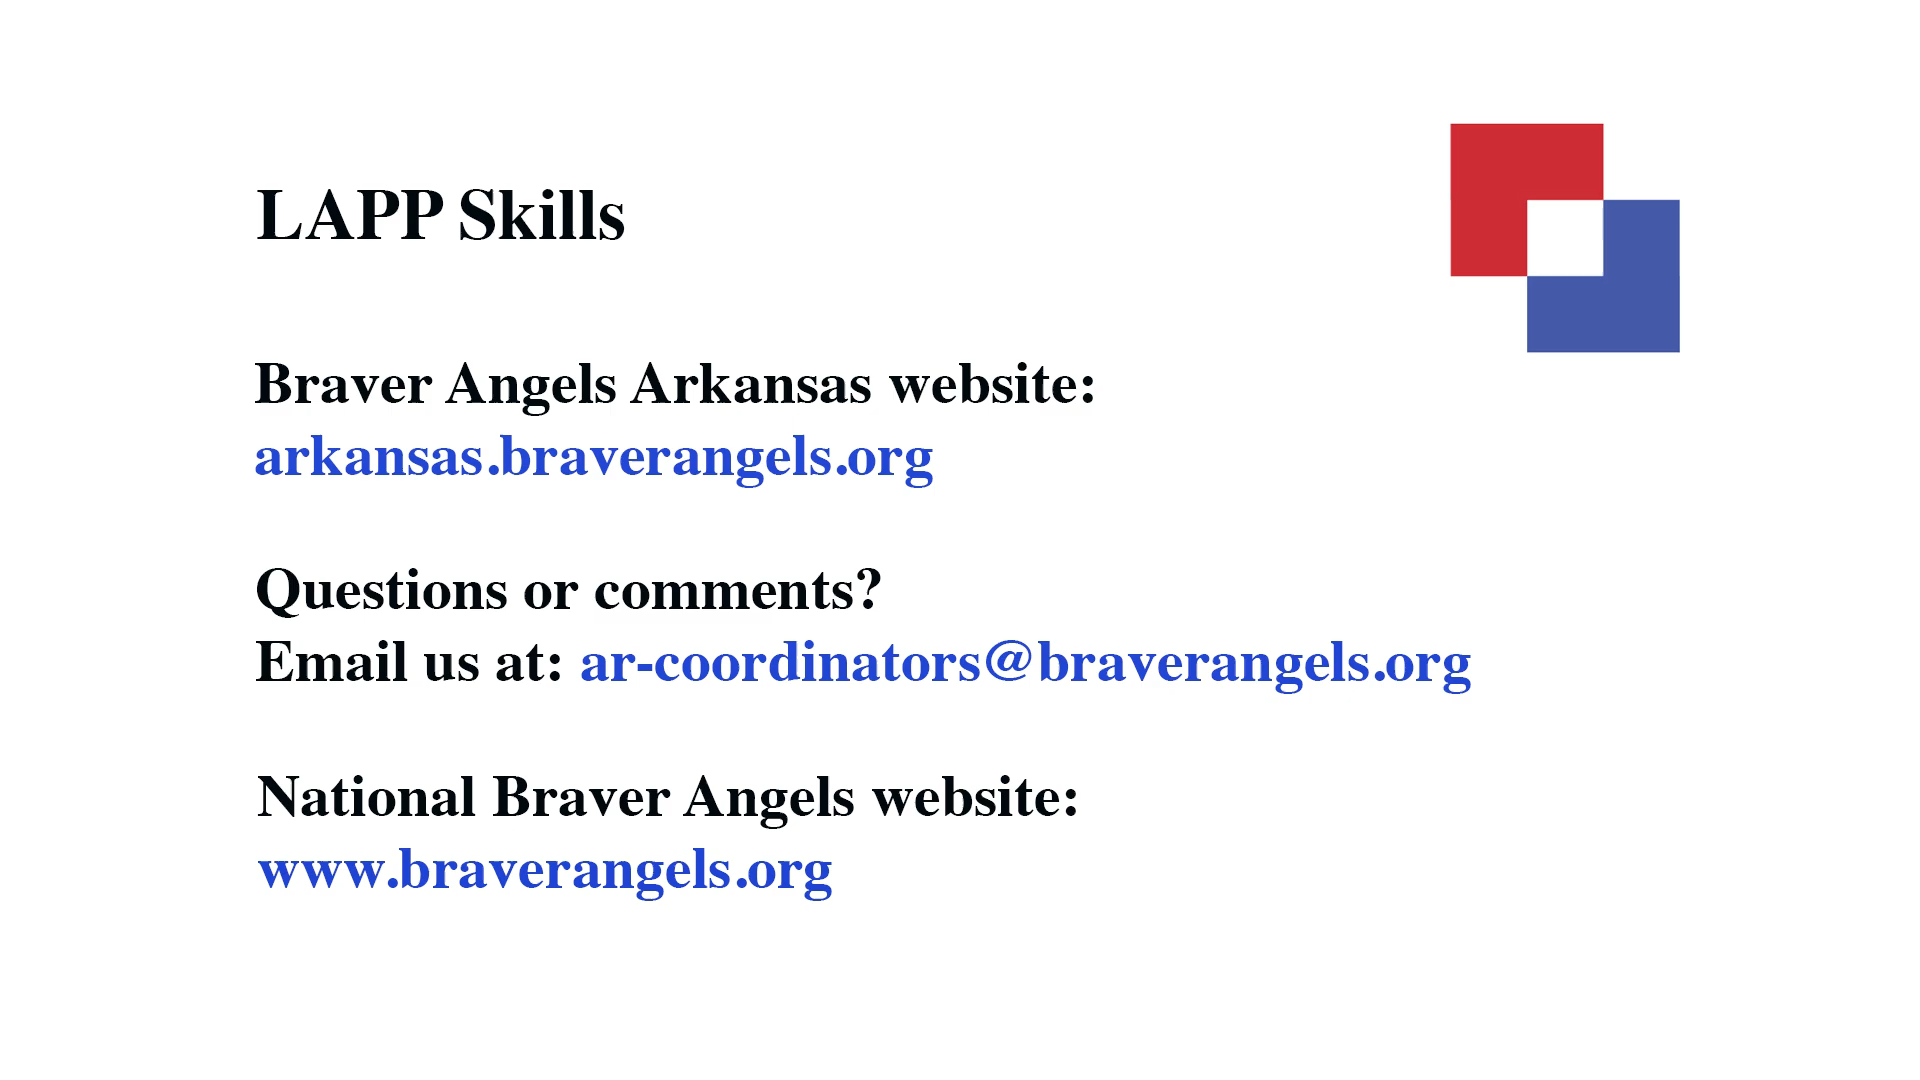 LAPP Skills
Braver Angels Arkansas website:
arkansas.braverangels.org
Questions or comments?
Email us at: ar-coordinators@braverangels.org
National Braver Angels website:
www.braverangels.org